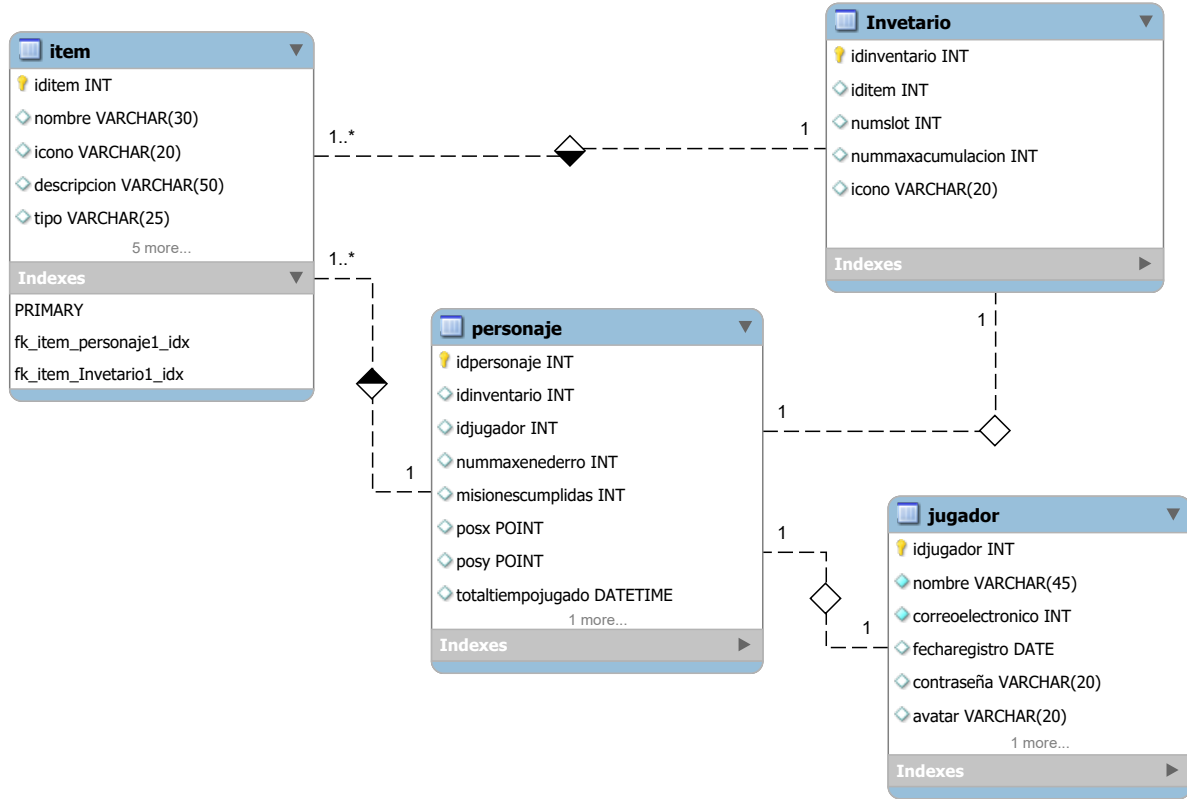 item
iditem INT
nombre VARCHAR(30)
icono VARCHAR(20)
descripcion VARCHAR(50)
tipo VARCHAR(25)
5 more...
Indexes
PRIMARY
fk_item_personaje1_idx
fk_item_Invetario1_idx
1..*
1
Invetario
idinventario INT
iditem INT
numslot INT
nummaxacumulacion INT
icono VARCHAR(20)
Indexes
1..*
1
personaje
idpersonaje INT
idinventario INT
idjugador INT
nummaxenederro INT
misionescumplidas INT
posx POINT
posy POINT
totaltiempojugado DATETIME
1 more...
Indexes
1
1
1
1
jugador
idjugador INT
nombre VARCHAR(45)
correoelectronico INT
fecharegistro DATE
contraseña VARCHAR(20)
avatar VARCHAR(20)
1 more...
Indexes